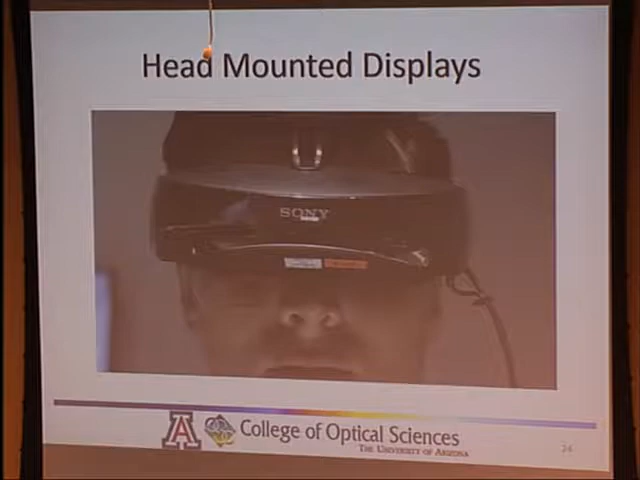 Head Mounted Displays
SONY
A
College of Optical Sciences
THE UNIVERSITY OF ARIZONA
24